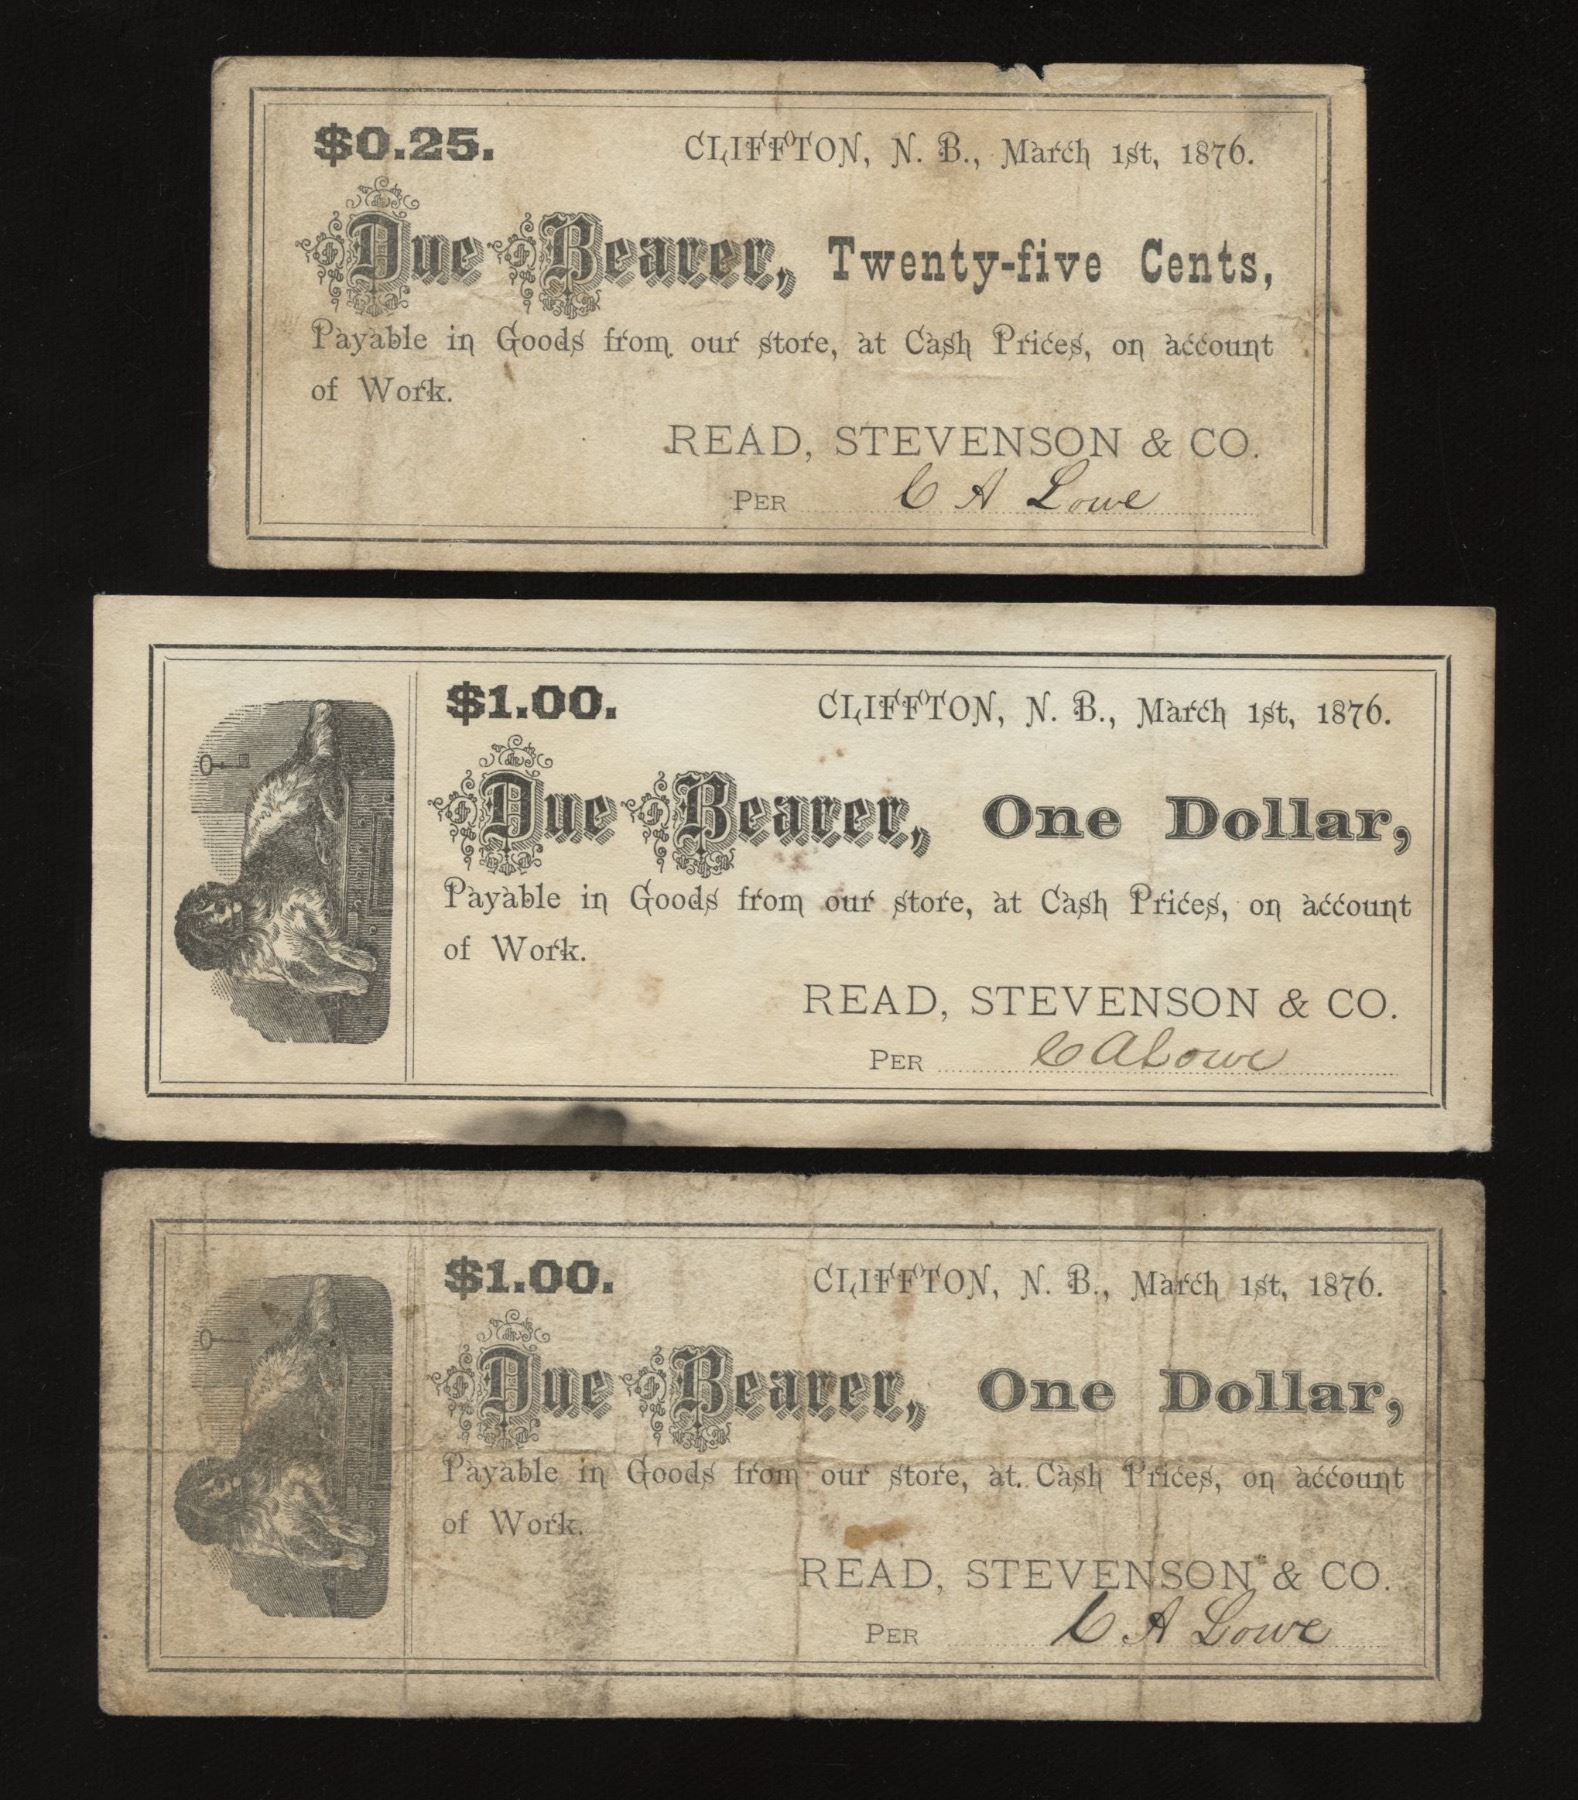 $0.25. CLIFFTON, N. B., March 1st, 1876.
Due Bearer, Twenty-five Cents,
Payable in Goods from our store, at Cash Prices, on account
of Work.
READ, STEVENSON & CO.
PER C A Lowe
$1.00. CLIFFTON, N. B., March 1st, 1876.
Due Bearer, One Dollar,
Payable in Goods from our store, at Cash Prices, on account
of Work.
READ, STEVENSON & CO.
PER C A Lowe
$1.00. CLIFFTON, N. B., March 1st, 1876.
Due Bearer, One Dollar,
Payable in Goods from our store, at Cash Prices, on account
of Work.
READ, STEVENSON & CO.
PER C A Lowe